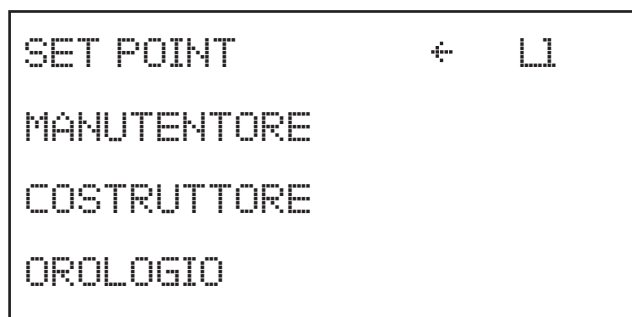 SET POINT ← L1
MANUTENTORE
COSTRUTTORE
OROLOGIO